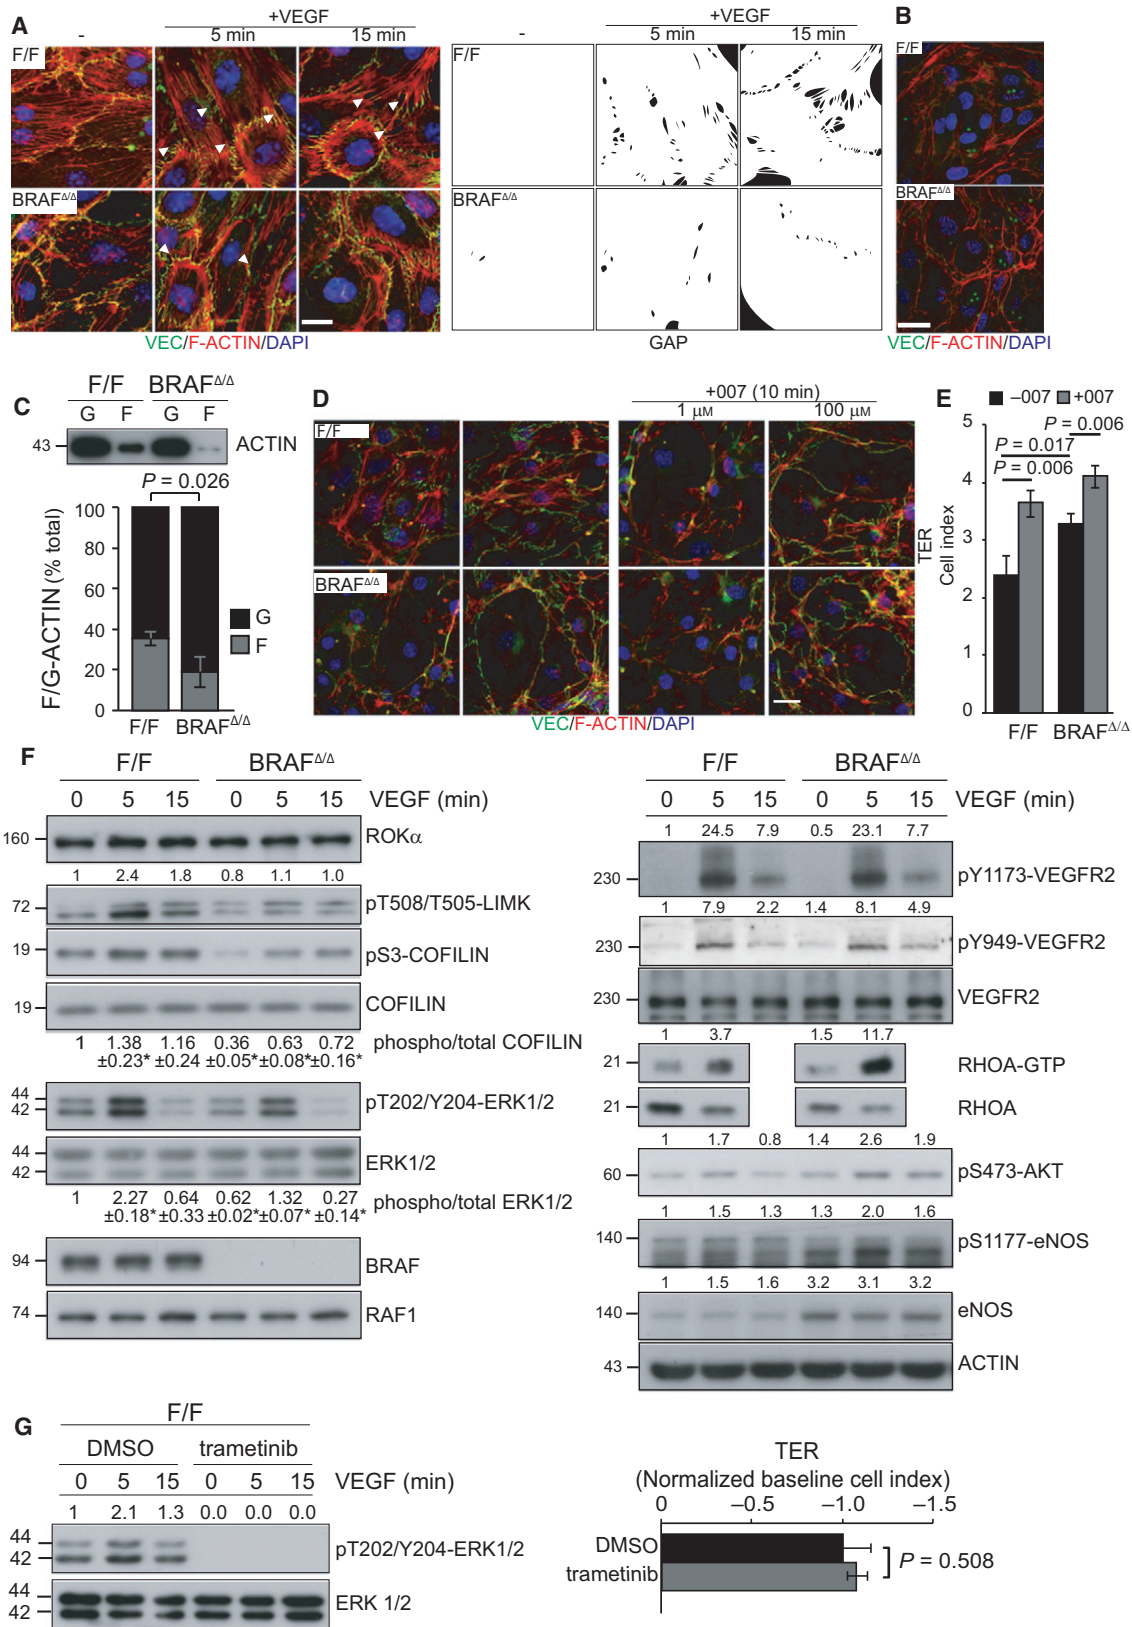 A
+VEGF
- 5 min 15 min
F/F
BRAFΔ/Δ
VEC/F-ACTIN/DAPI
+VEGF
- 5 min 15 min
F/F
BRAFΔ/Δ
GAP
B
F/F
BRAFΔ/Δ
VEC/F-ACTIN/DAPI
C
F/F BRAFΔ/Δ
G F G F
43 ACTIN
P = 0.026
F/G-ACTIN (% total)
100
80
60
40
20
0
G
F
F/F BRAFΔ/Δ
D
+007 (10 min)
1 μM 100 μM
F/F
BRAFΔ/Δ
VEC/F-ACTIN/DAPI
E
–007 +007
P = 0.006
P = 0.017
P = 0.006
TER
Cell index
5
4
3
2
1
0
F/F BRAFΔ/Δ
F
F/F BRAFΔ/Δ
0 5 15 0 5 15 VEGF (min)
160 ROKα
1 2.4 1.8 0.8 1.1 1.0
72 pT508/T505-LIMK
19 pS3-COFILIN
19 COFILIN
1 1.38 1.16 0.36 0.63 0.72 phospho/total COFILIN
±0.23* ±0.24 ±0.05* ±0.08* ±0.16*
44
42 pT202/Y204-ERK1/2
44
42 ERK1/2
1 2.27 0.64 0.62 1.32 0.27 phospho/total ERK1/2
±0.18* ±0.33 ±0.02* ±0.07* ±0.14*
94 BRAF
74 RAF1
F/F BRAFΔ/Δ
0 5 15 0 5 15 VEGF (min)
1 24.5 7.9 0.5 23.1 7.7
230 pY1173-VEGFR2
1 7.9 2.2 1.4 8.1 4.9
230 pY949-VEGFR2
230 VEGFR2
1 3.7 1.5 11.7
21 RHOA-GTP
21 RHOA
1 1.7 0.8 1.4 2.6 1.9
60 pS473-AKT
1 1.5 1.3 1.3 2.0 1.6
140 pS1177-eNOS
1 1.5 1.6 3.2 3.1 3.2
140 eNOS
43 ACTIN
G
F/F
DMSO trametinib
0 5 15 0 5 15 VEGF (min)
1 2.1 1.3 0.0 0.0 0.0
44
42 pT202/Y204-ERK1/2
44
42 ERK 1/2
TER
(Normalized baseline cell index)
0 –0.5 –1.0 –1.5
DMSO
trametinib
P = 0.508